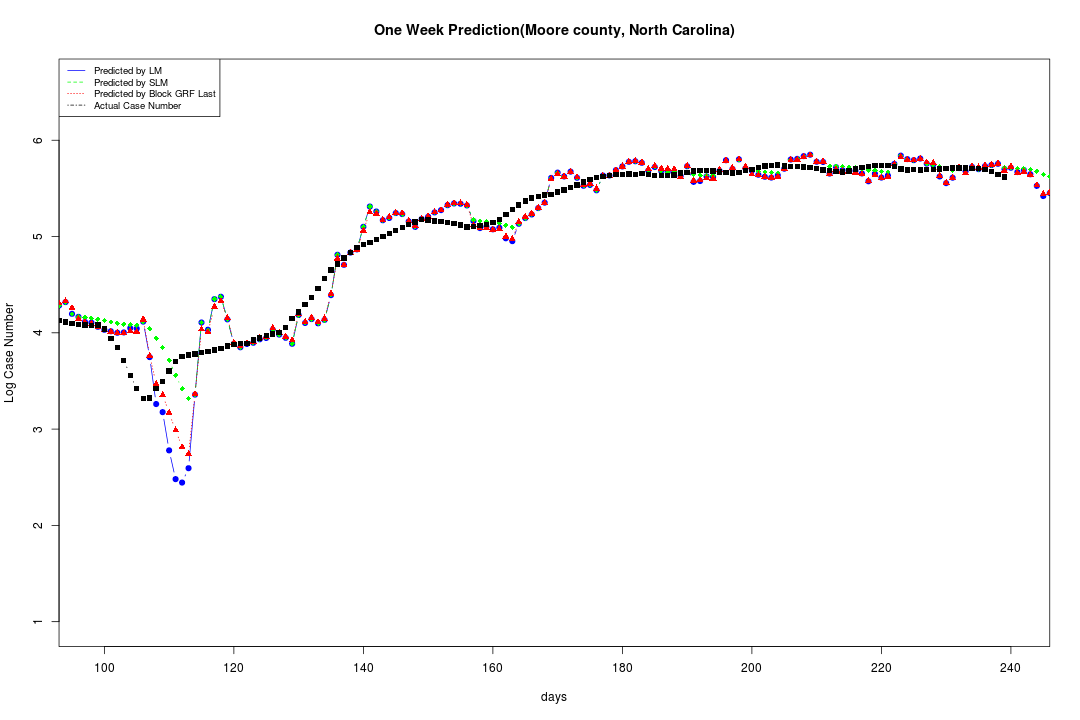 One Week Prediction(Moore county, North Carolina)
Predicted by LM
Predicted by SLM
Predicted by Block GRF Last
Actual Case Number
6
5
4
3
2
1
Log Case Number
100 120 140 160 180 200 220 240
days